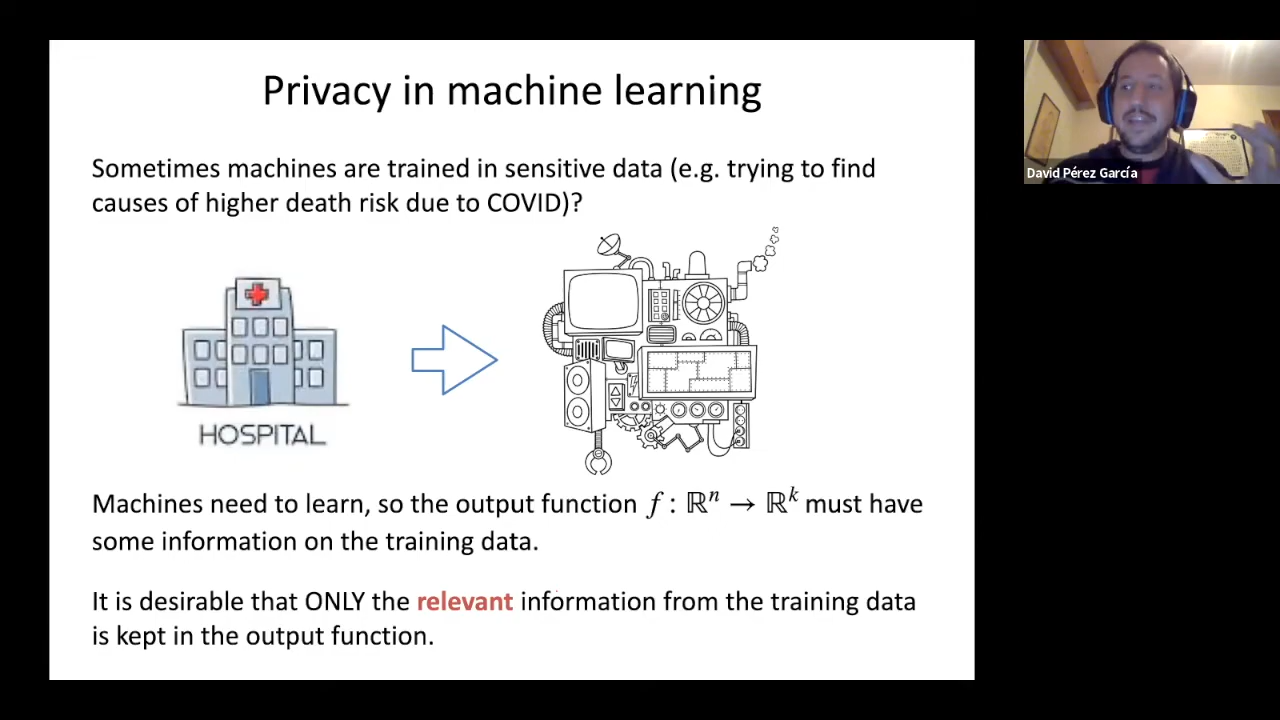 Privacy in machine learning
Sometimes machines are trained in sensitive data (e.g. trying to find
causes of higher death risk due to COVID)?
HOSPITAL
Machines need to learn, so the output function f : ℝⁿ → ℝᵏ must have
some information on the training data.
It is desirable that ONLY the relevant information from the training data
is kept in the output function.
David Pérez García